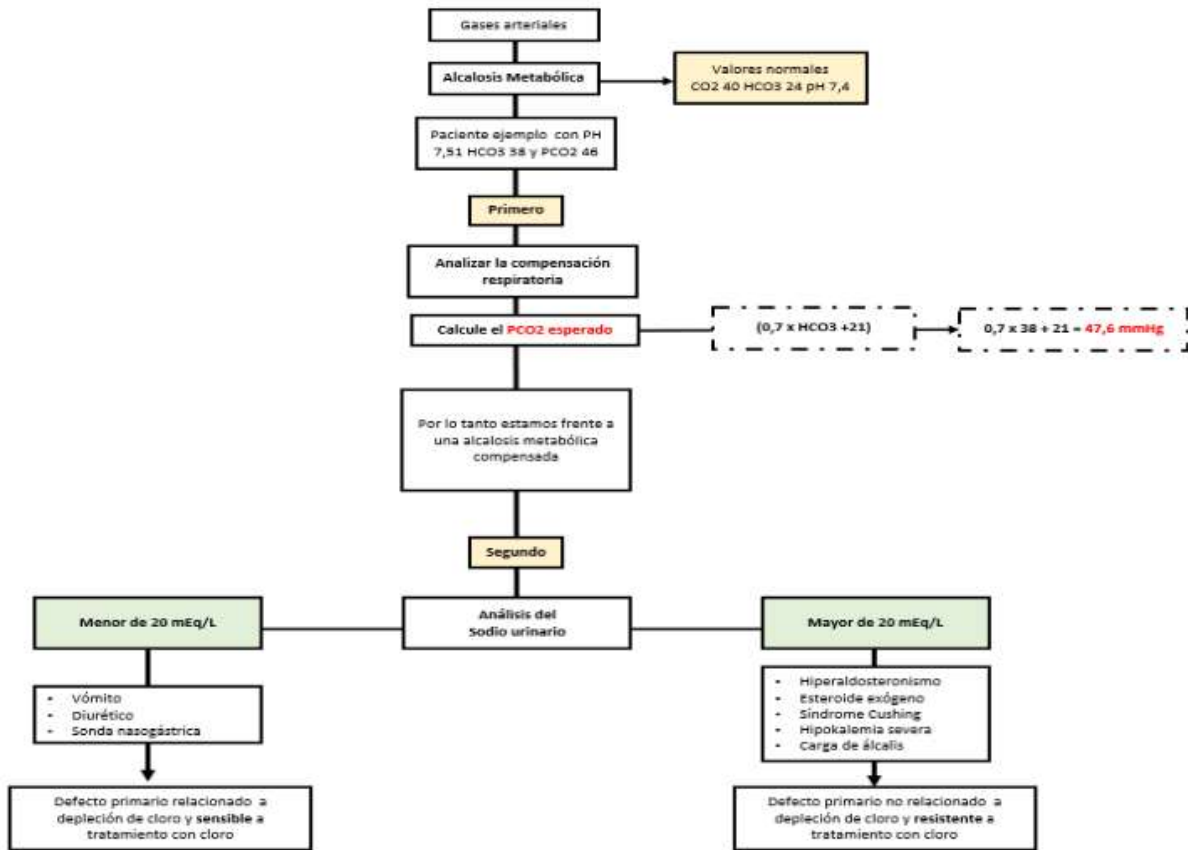 Gases arteriales
Alcalosis Metabólica
Valores normales
CO2 40 HCO3 24 pH 7,4
Paciente ejemplo con PH
7,51 HCO3 38 y PCO2 46
Primero
Analizar la compensación
respiratoria
Calcule el PCO2 esperado
(0,7 x HCO3 +21)
0,7 x 38 + 21 = 47,6 mmHg
Por lo tanto estamos frente a
una alcalosis metabólica
compensada
Segundo
Menor de 20 mEq/L
Análisis del
Sodio urinario
Mayor de 20 mEq/L
• Vómito
• Diurético
• Sonda nasogástrica
• Hiperaldosteronismo
• Esteroide exógeno
• Síndrome Cushing
• Hipokalemia severa
• Carga de álcalis
Defecto primario relacionado a
depleción de cloro y sensible a
tratamiento con cloro
Defecto primario no relacionado a
depleción de cloro y resistente a
tratamiento con cloro